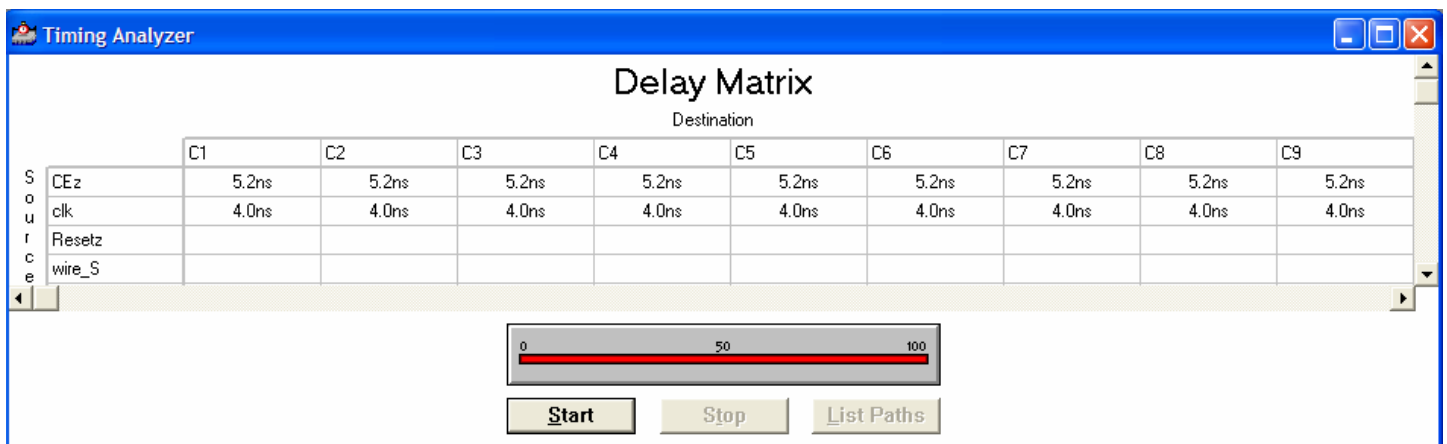 Timing Analyzer
Delay Matrix
Destination
C1 C2 C3 C4 C5 C6 C7 C8 C9
Source
CEz 5.2ns 5.2ns 5.2ns 5.2ns 5.2ns 5.2ns 5.2ns 5.2ns 5.2ns
clk 4.0ns 4.0ns 4.0ns 4.0ns 4.0ns 4.0ns 4.0ns 4.0ns 4.0ns
Resetz
wire_S
0 50 100
Start Stop List Paths